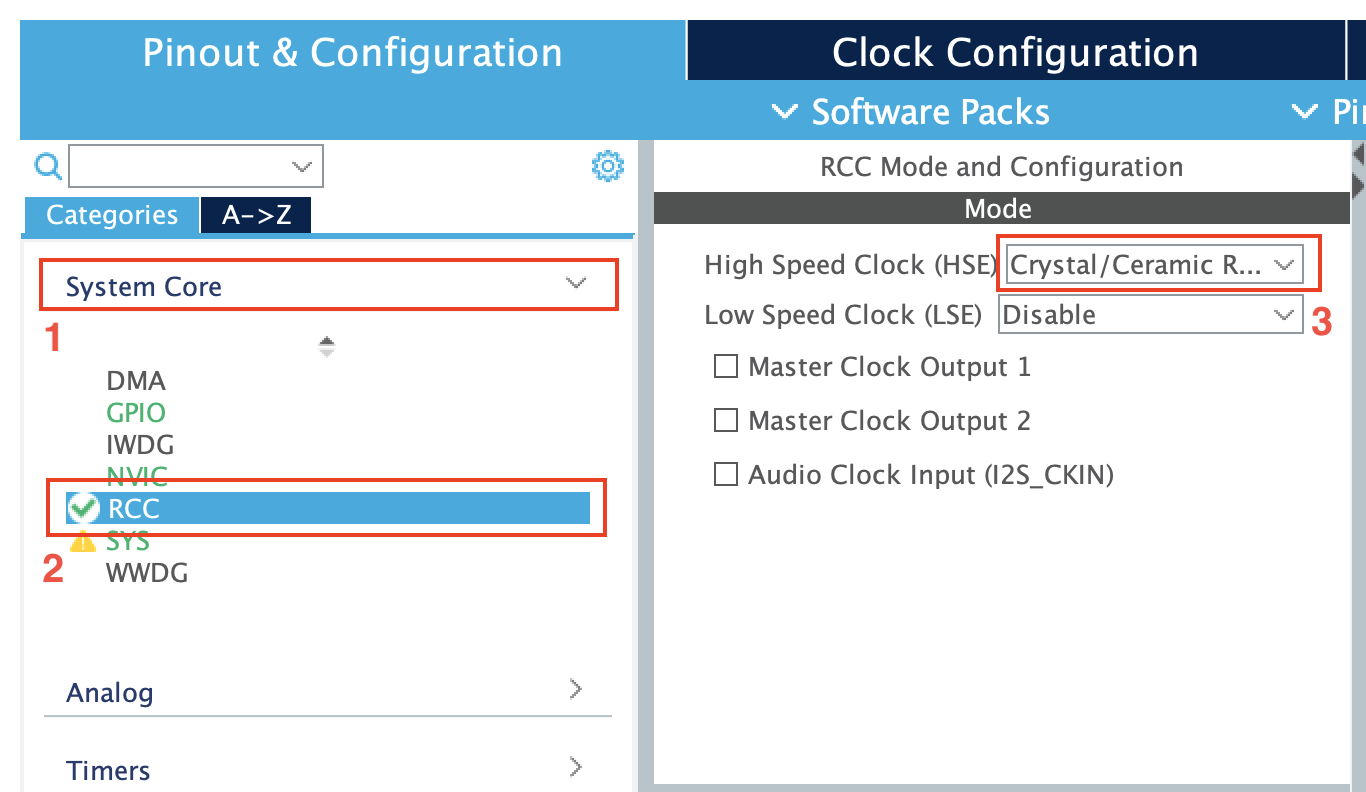 Pinout & Configuration
Clock Configuration
Software Packs
Categories
A->Z
System Core
1
DMA
GPIO
IWDG
NVIC
RCC
SYS
2
WWDG
Analog
Timers
RCC Mode and Configuration
Mode
High Speed Clock (HSE) Crystal/Ceramic R...
Low Speed Clock (LSE) Disable
3
Master Clock Output 1
Master Clock Output 2
Audio Clock Input (I2S_CKIN)